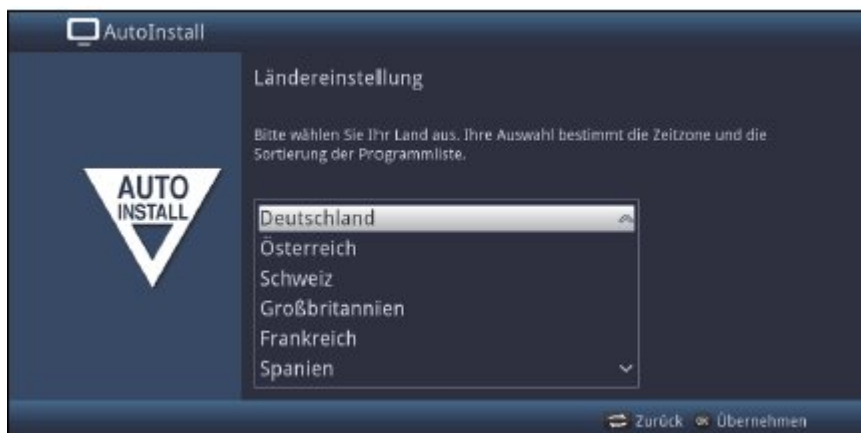 AutoInstall
Ländereinstellung
Bitte wählen Sie Ihr Land aus. Ihre Auswahl bestimmt die Zeitzone und die
Sortierung der Programmliste.
AUTO
INSTALL
Deutschland
Österreich
Schweiz
Großbritannien
Frankreich
Spanien
Zurück OK Übernehmen